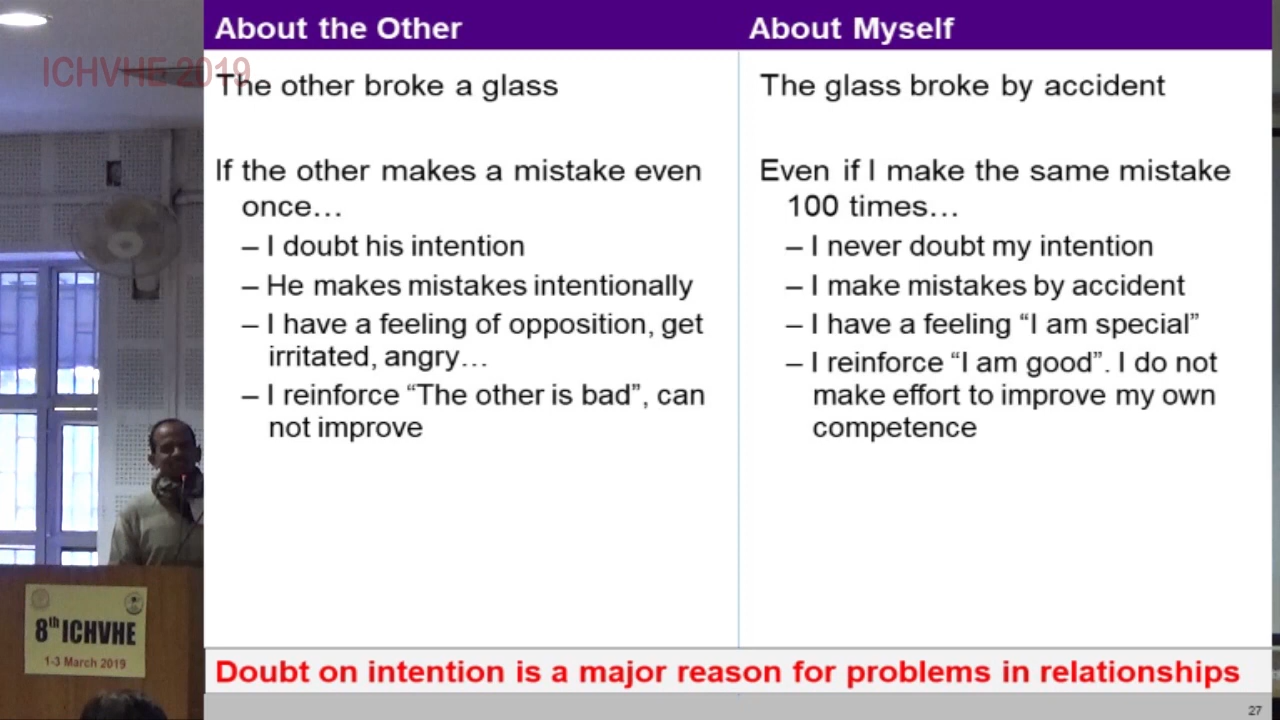 ICHVHE 2019
About the Other
The other broke a glass
If the other makes a mistake even
once…
– I doubt his intention
– He makes mistakes intentionally
– I have a feeling of opposition, get
irritated, angry…
– I reinforce “The other is bad”, can
not improve
About Myself
The glass broke by accident
Even if I make the same mistake
100 times…
– I never doubt my intention
– I make mistakes by accident
– I have a feeling “I am special”
– I reinforce “I am good”. I do not
make effort to improve my own
competence
Doubt on intention is a major reason for problems in relationships
27
8th ICHVHE
1-3 March 2019